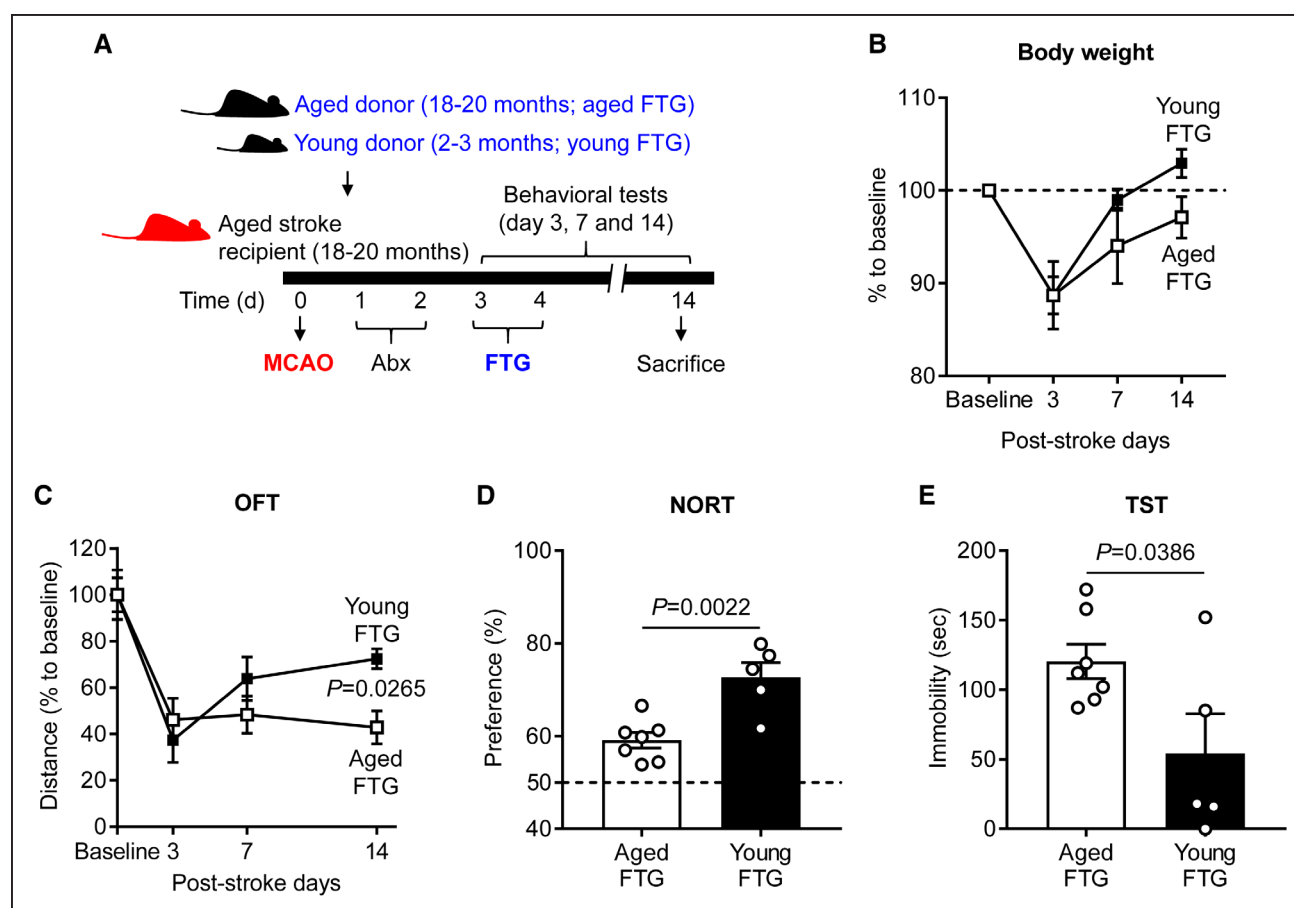 A
Aged donor (18-20 months; aged FTG)
Young donor (2-3 months; young FTG)
Aged stroke
recipient (18-20 months)
Behavioral tests
(day 3, 7 and 14)
Time (d) 0 1 2 3 4 14
MCAO Abx FTG Sacrifice
B
Body weight
% to baseline
110
100
90
80
Young
FTG
Aged
FTG
Baseline 3 7 14
Post-stroke days
C
OFT
Distance (% to baseline)
120
100
80
60
40
20
0
Young
FTG
P=0.0265
Aged
FTG
Baseline 3 7 14
Post-stroke days
D
NORT
Preference (%)
100
80
60
50
40
P=0.0022
Aged
FTG
Young
FTG
E
TST
Immobility (sec)
200
150
100
50
0
P=0.0386
Aged
FTG
Young
FTG